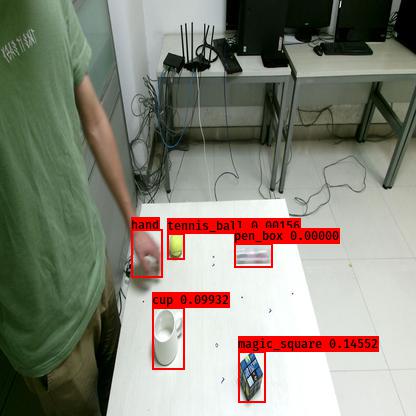 hand
tennis_ball 0.00156
pen_box 0.00000
cup 0.09932
magic_square 0.14552